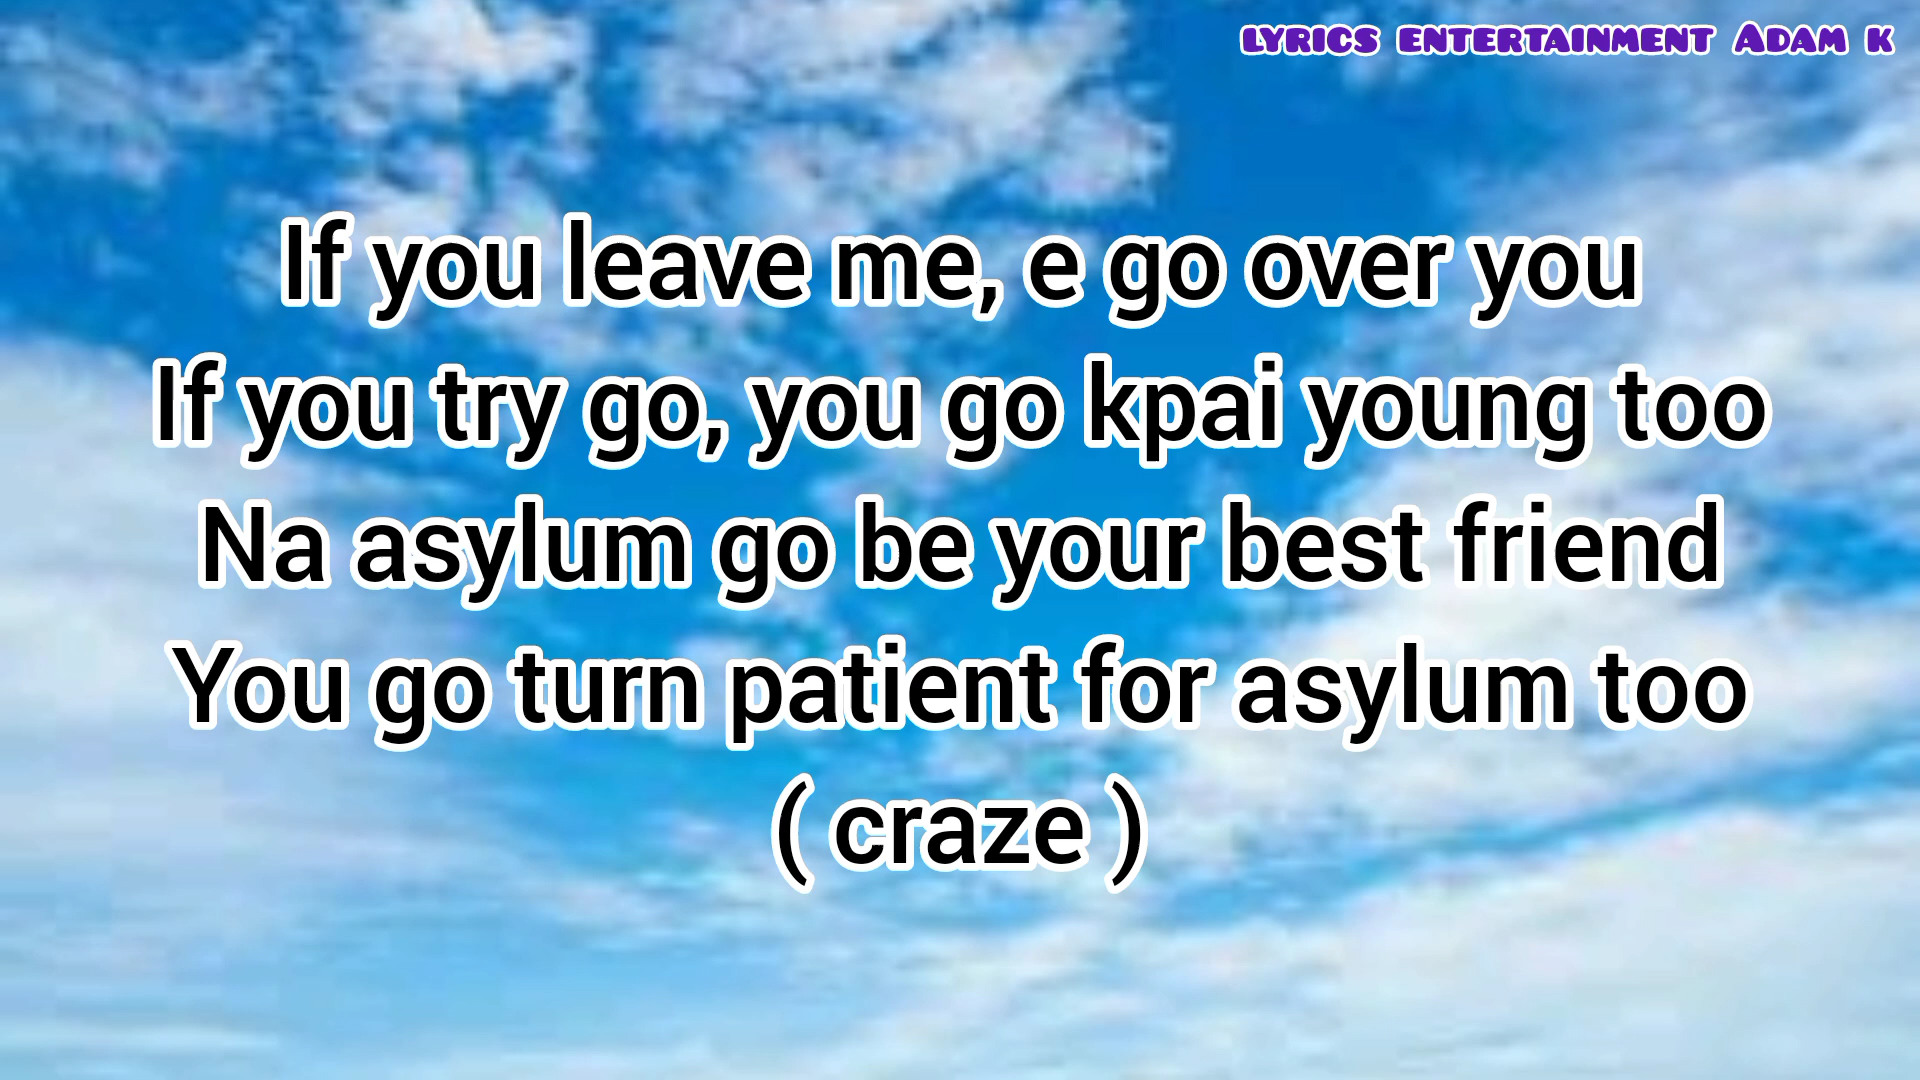 LYRICS ENTERTAINMENT ADAM K
If you leave me, e go over you
If you try go, you go kpai young too
Na asylum go be your best friend
You go turn patient for asylum too
( craze )